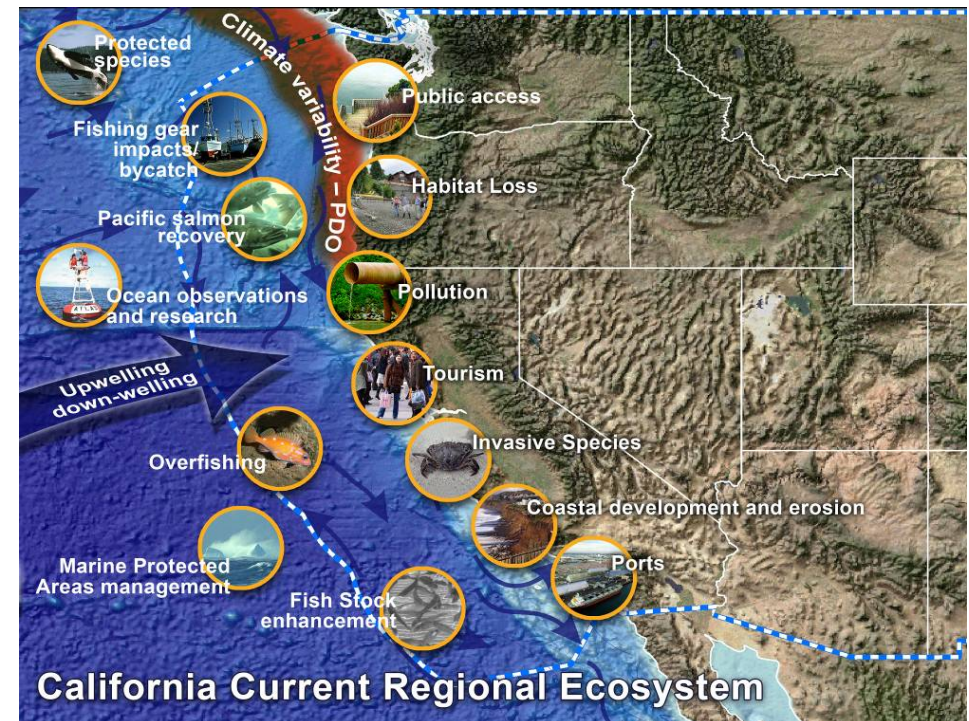 Protected
species
Climate variability – PDO
Public access
Fishing gear
impacts/
bycatch
Habitat Loss
Pacific salmon
recovery
Pollution
Ocean observations
and research
ATLAS
Upwelling
down-welling
Tourism
Invasive Species
Overfishing
Coastal development and erosion
Marine Protected
Areas management
Ports
Fish Stock
enhancement
California Current Regional Ecosystem